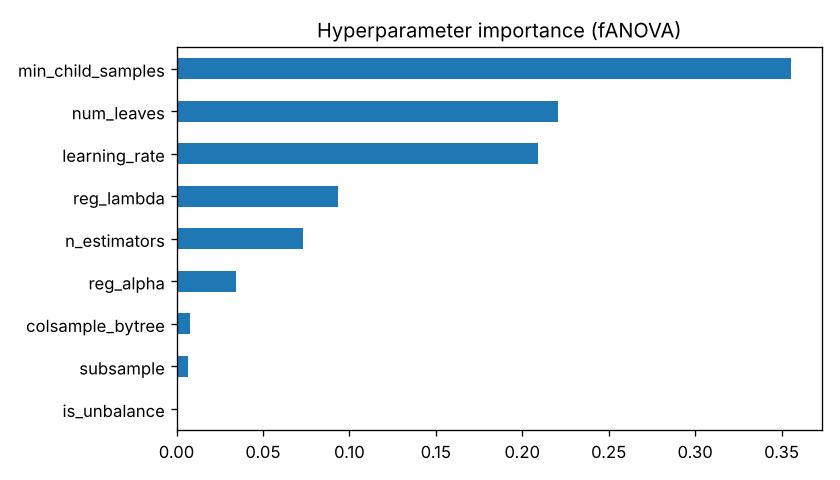 Hyperparameter importance (fANOVA)
min_child_samples
num_leaves
learning_rate
reg_lambda
n_estimators
reg_alpha
colsample_bytree
subsample
is_unbalance
0.00 0.05 0.10 0.15 0.20 0.25 0.30 0.35